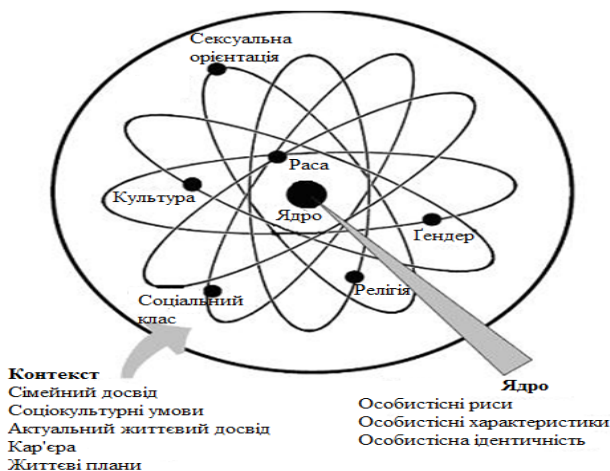 Сексуальна
орієнтація
Раса
Культура
Ядро
Ґендер
Соціальний
клас
Релігія
Контекст
Сімейний досвід
Соціокультурні умови
Актуальний життєвий досвід
Кар'єра
Життєві плани
Ядро
Особистісні риси
Особистісні характеристики
Особистісна ідентичність